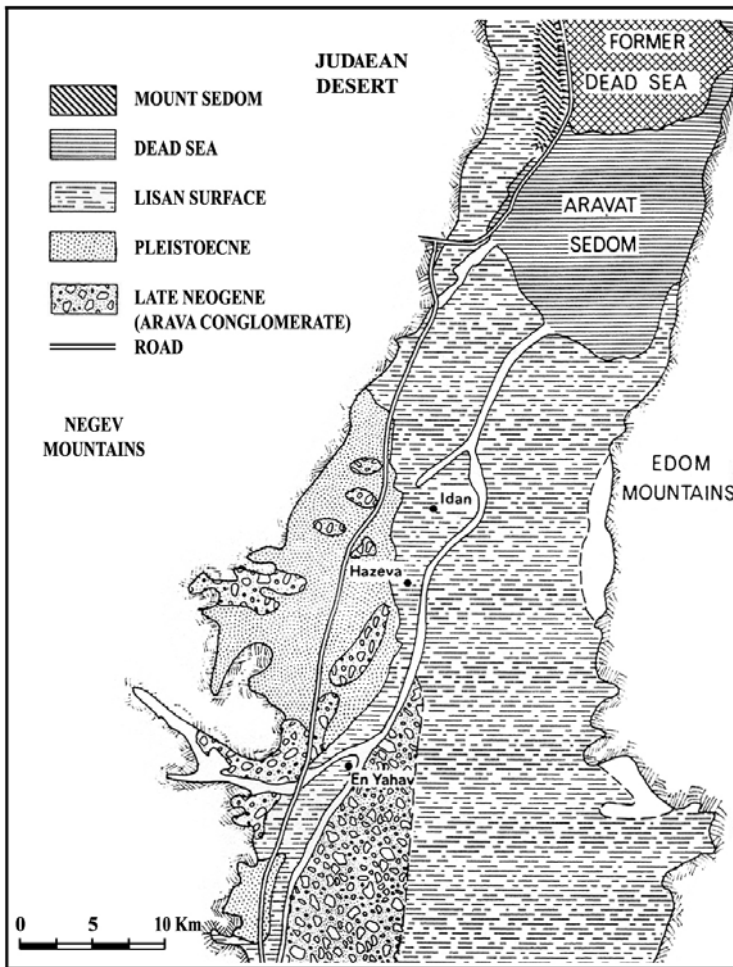 JUDAEAN
DESERT
FORMER
DEAD SEA
MOUNT SEDOM
DEAD SEA
LISAN SURFACE
PLEISTOECNE
LATE NEOGENE
(ARAVA CONGLOMERATE)
ROAD
ARAVAT
SEDOM
NEGEV
MOUNTAINS
EDOM
MOUNTAINS
Idan
Hazeva
En Yahav
0 5 10 Km